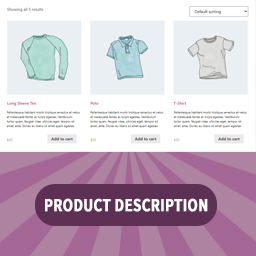 Showing all 5 results
Default sorting
Long Sleeve Tee
Polo
T-Shirt
Pellentesque habitant morbi tristique senectus et netus
et malesuada fames ac turpis egestas. Vestibulum
tortor quam, feugiat vitae, ultricies eget, tempor sit
amet, ante. Donec eu libero sit amet quam egestas
Pellentesque habitant morbi tristique senectus et netus
et malesuada fames ac turpis egestas. Vestibulum
tortor quam, feugiat vitae, ultricies eget, tempor sit
amet, ante. Donec eu libero sit amet quam egestas
Pellentesque habitant morbi tristique senectus et netus
et malesuada fames ac turpis egestas. Vestibulum
tortor quam, feugiat vitae, ultricies eget, tempor sit
amet, ante. Donec eu libero sit amet quam egestas
Add to cart
Add to cart
Add to cart
PRODUCT DESCRIPTION